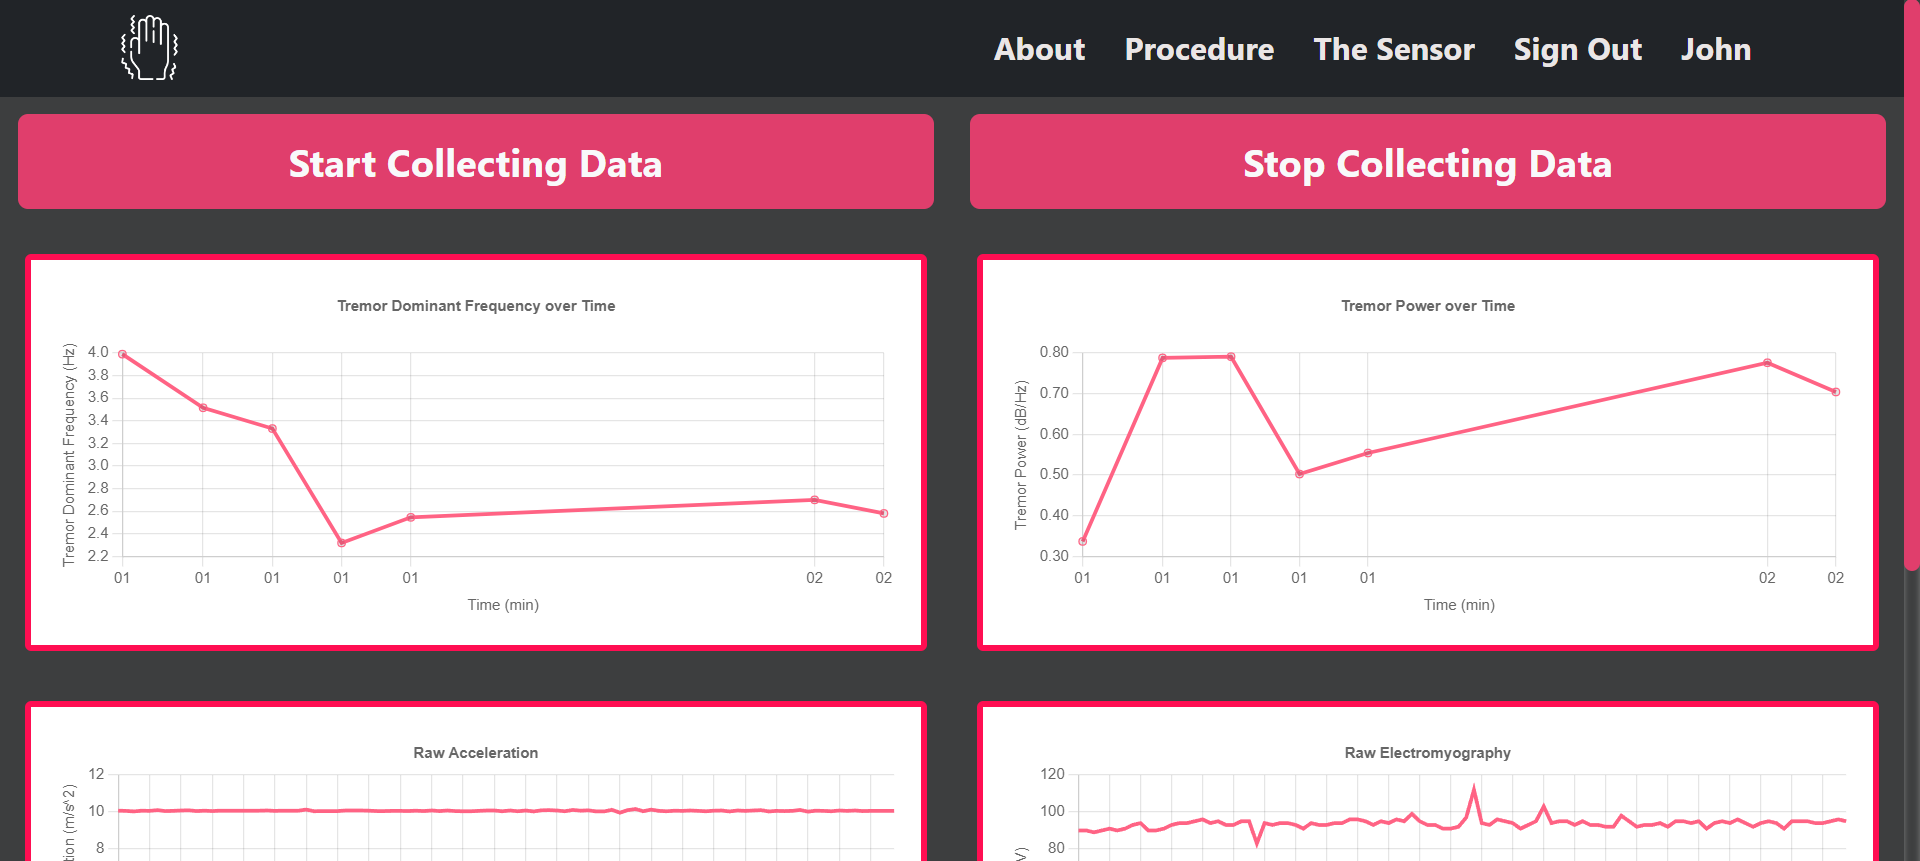 About Procedure The Sensor Sign Out John
Start Collecting Data
Stop Collecting Data
Tremor Dominant Frequency over Time
Tremor Dominant Frequency (Hz)
4.0
3.8
3.6
3.4
3.2
3.0
2.8
2.6
2.4
2.2
01 01 01 01 01 02 02
Time (min)
Tremor Power over Time
Tremor Power (dB/Hz)
0.80
0.70
0.60
0.50
0.40
0.30
01 01 01 01 01 02 02
Time (min)
Raw Acceleration
(m/s^2)
12
10
8
Raw Electromyography
120
100
80